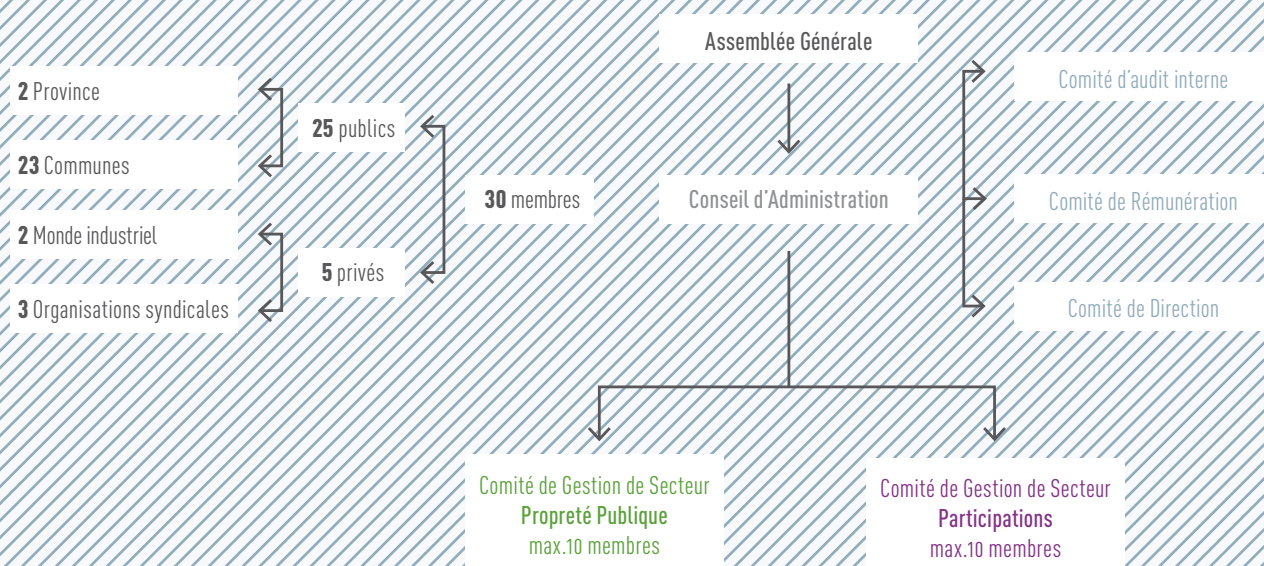 Assemblée Générale
Comité d'audit interne
2 Province
25 publics
23 Communes
30 membres
Conseil d'Administration
Comité de Rémunération
2 Monde industriel
5 privés
3 Organisations syndicales
Comité de Direction
Comité de Gestion de Secteur
Propreté Publique
max.10 membres
Comité de Gestion de Secteur
Participations
max.10 membres